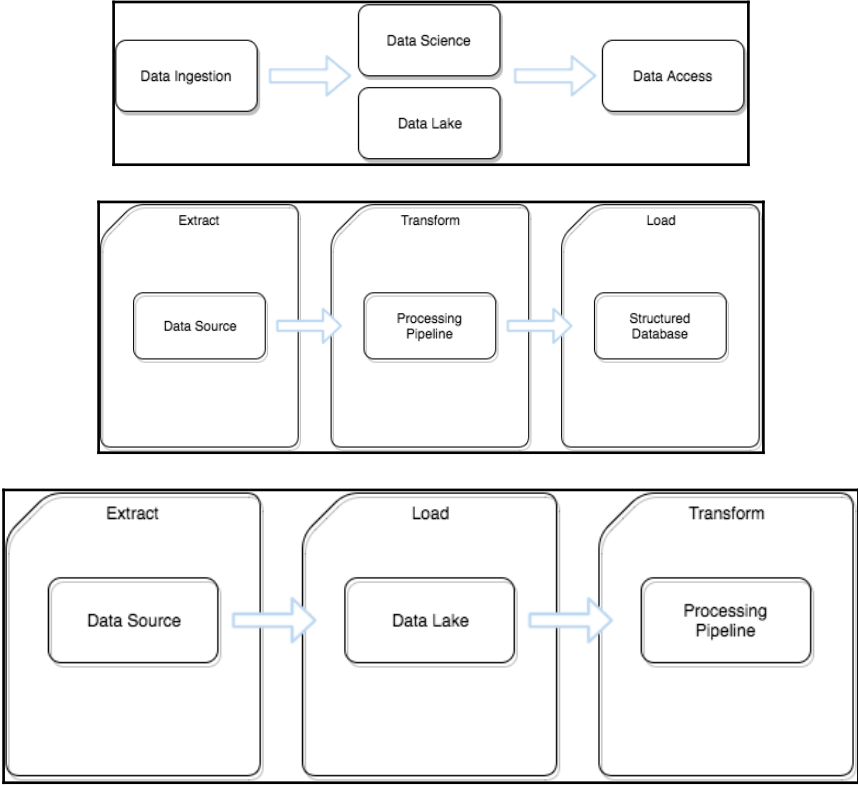 Data Science
Data Ingestion
Data Access
Data Lake
Extract
Transform
Load
Data Source
Processing
Pipeline
Structured
Database
Extract
Load
Transform
Data Source
Data Lake
Processing
Pipeline